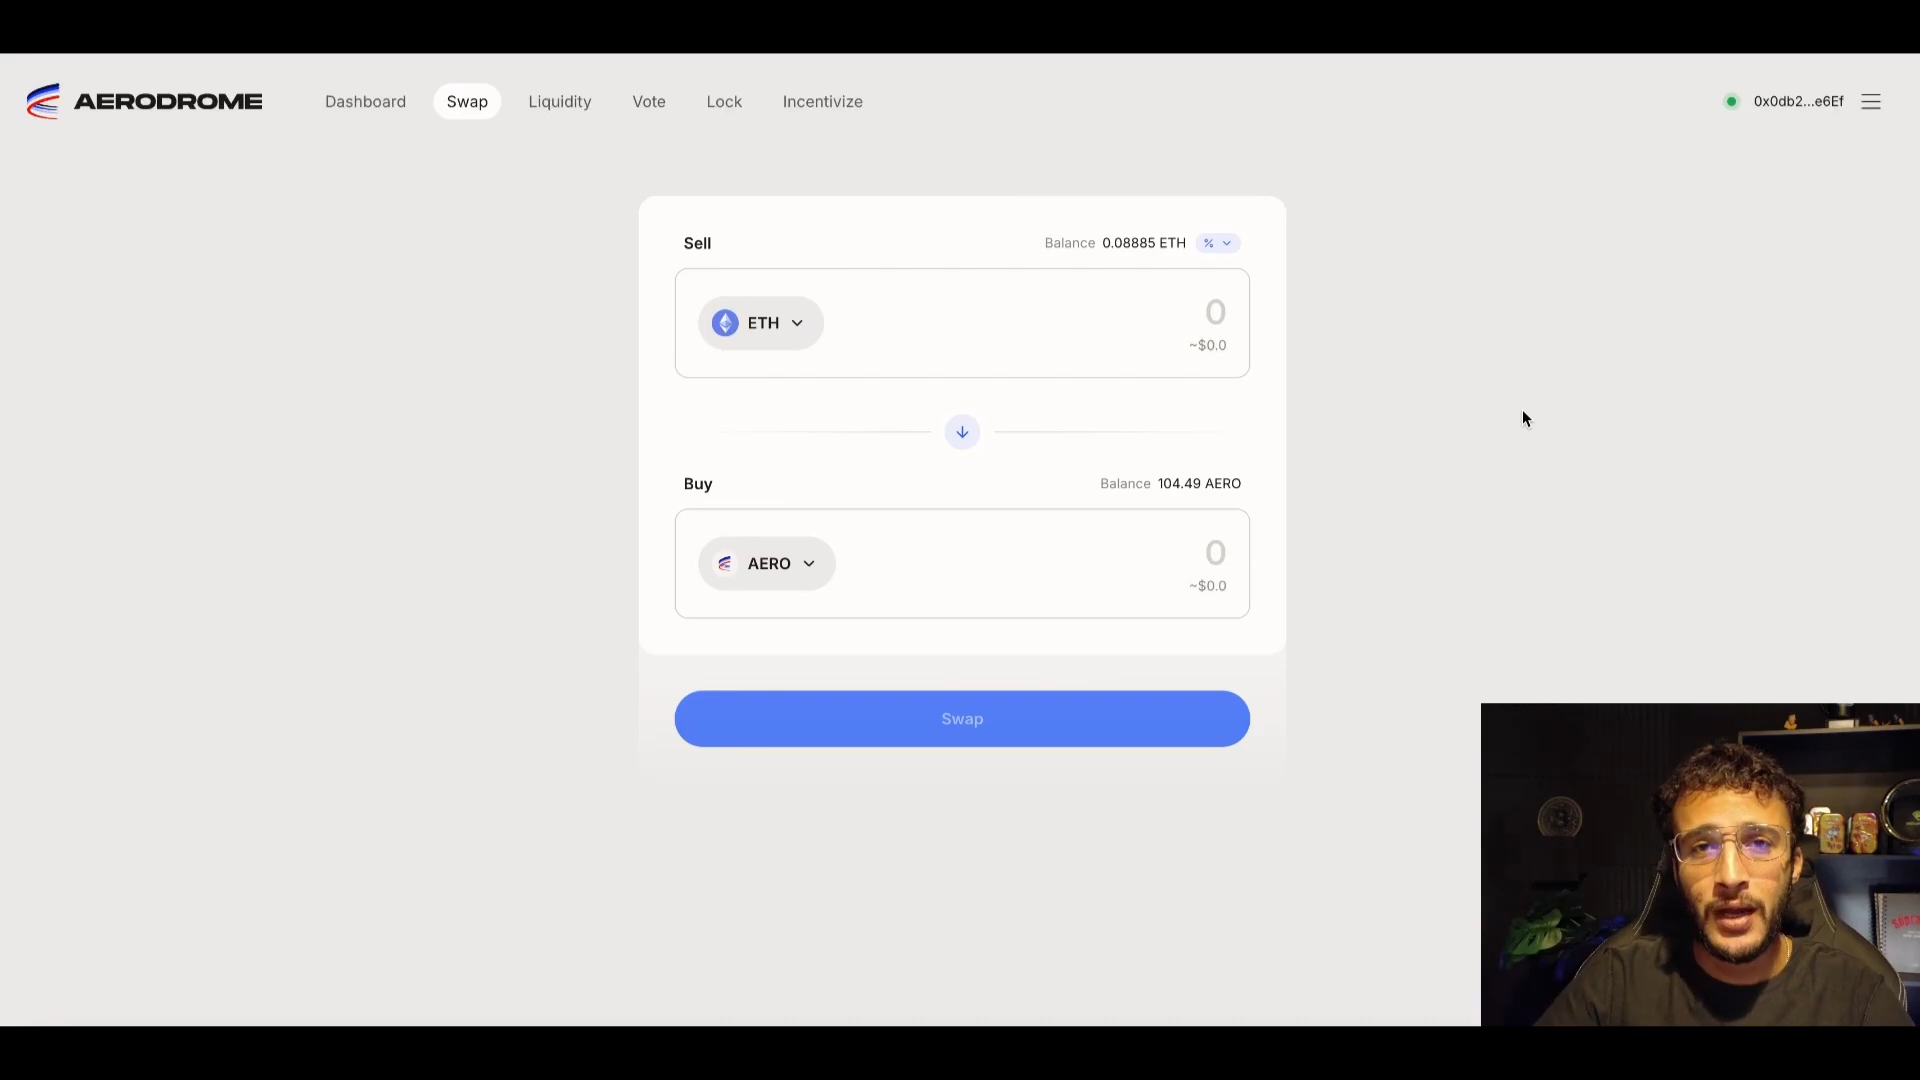 AERODROME
Dashboard
Swap
Liquidity
Vote
Lock
Incentivize
0x0db2...e6Ef
Sell
Balance 0.08885 ETH
%
ETH
0
~$0.0
Buy
Balance 104.49 AERO
AERO
0
~$0.0
Swap